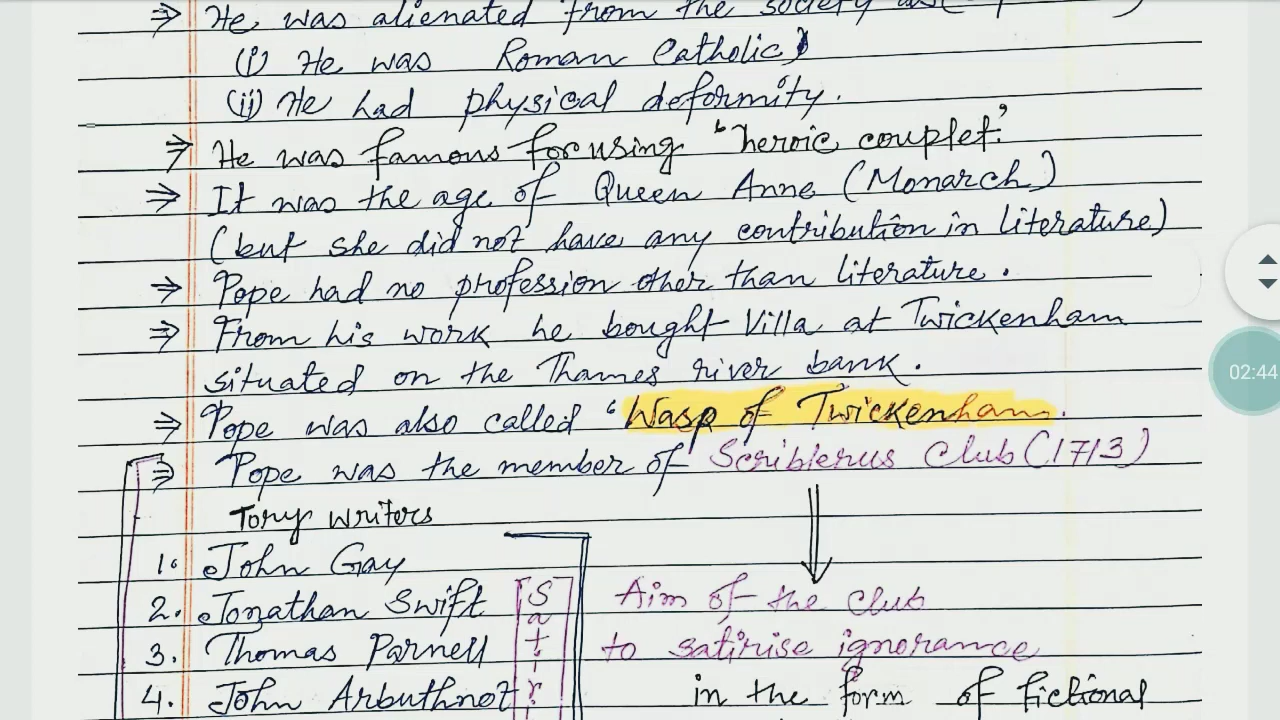 ⇒ He was alienated from the society
(i) He was Roman Catholic)
(ii) He had physical deformity.
⇒ He was famous for using 'heroic couplet.'
⇒ It was the age of Queen Anne (Monarch)
(but she did not have any contribution in literature)
⇒ Pope had no profession other than literature.
⇒ From his work he bought Villa at Twickenham
situated on the Thames river bank.
⇒ Pope was also called 'Wasp of Twickenham.
⇒ Pope was the member of Scriblerus Club (1713)
Tory writers
1. John Gay
2. Jonathan Swift
3. Thomas Parnell
4. John Arbuthnot
Satir
Aim of the Club
to satirise ignorance
in the form of fictional
02:44